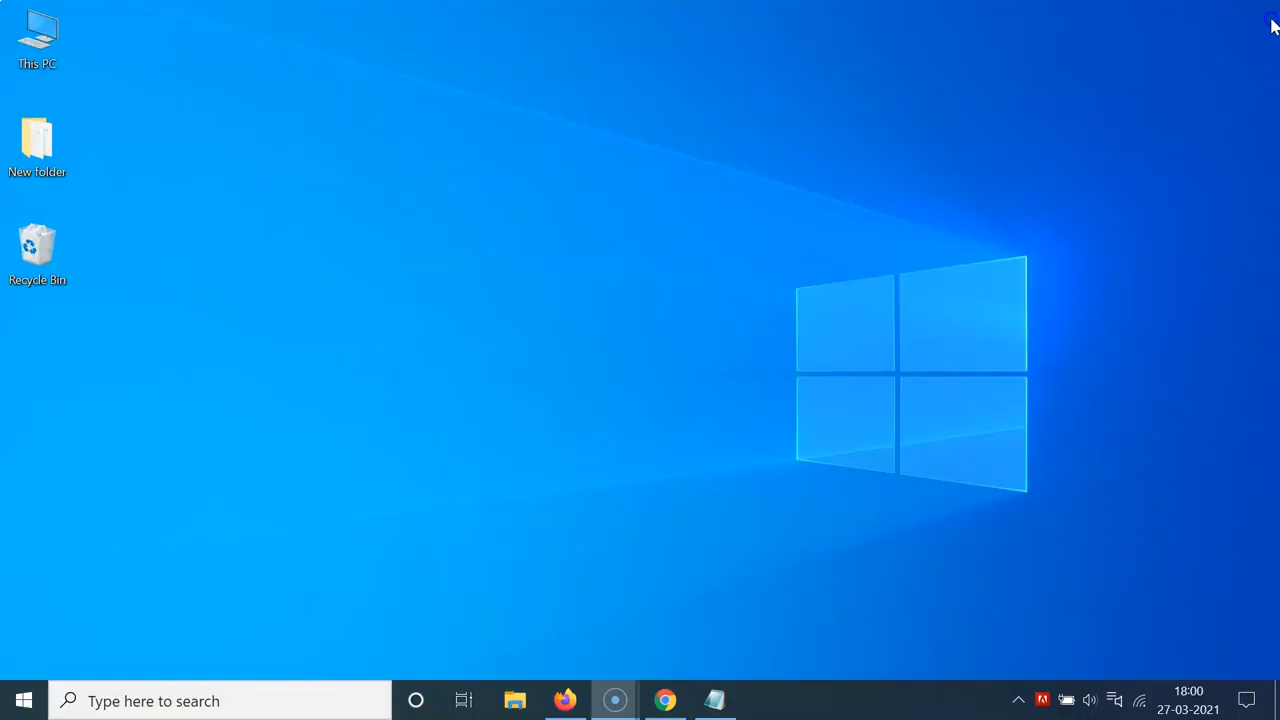 This PC
New folder
Recycle Bin
Type here to search
18:00
27-03-2021